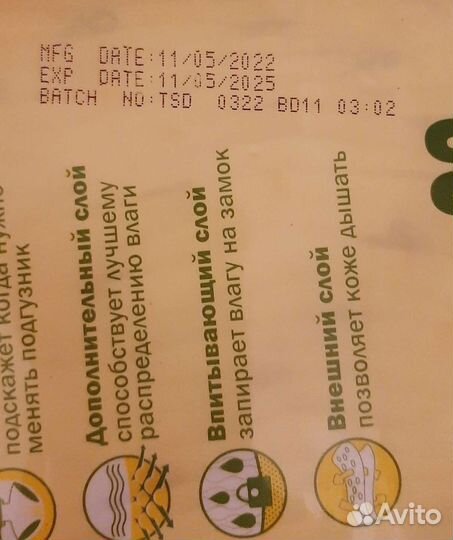 MFG DATE:11/05/2022
EXP DATE:11/05/2025
BATCH NO:TSD 0322 BD11 03:02
подскажет когда нужно
менять подгузник
Дополнительный слой
способствует лучшему
распределению влаги
Впитывающий слой
запирает влагу на замок
Внешний слой
позволяет коже дышать
Avito